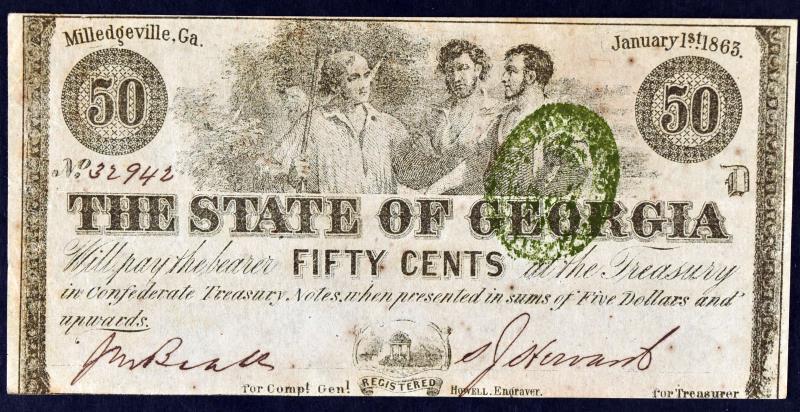 Milledgeville, Ga.
January 1st. 1863.
50
50
No. 32942
D
THE STATE OF GEORGIA
Will pay the bearer FIFTY CENTS at the Treasury
in Confederate Treasury Notes, when presented in sums of Five Dollars and
upwards.
REGISTERED
for Compt. Genl.
HOWELL, Engraver.
for Treasurer